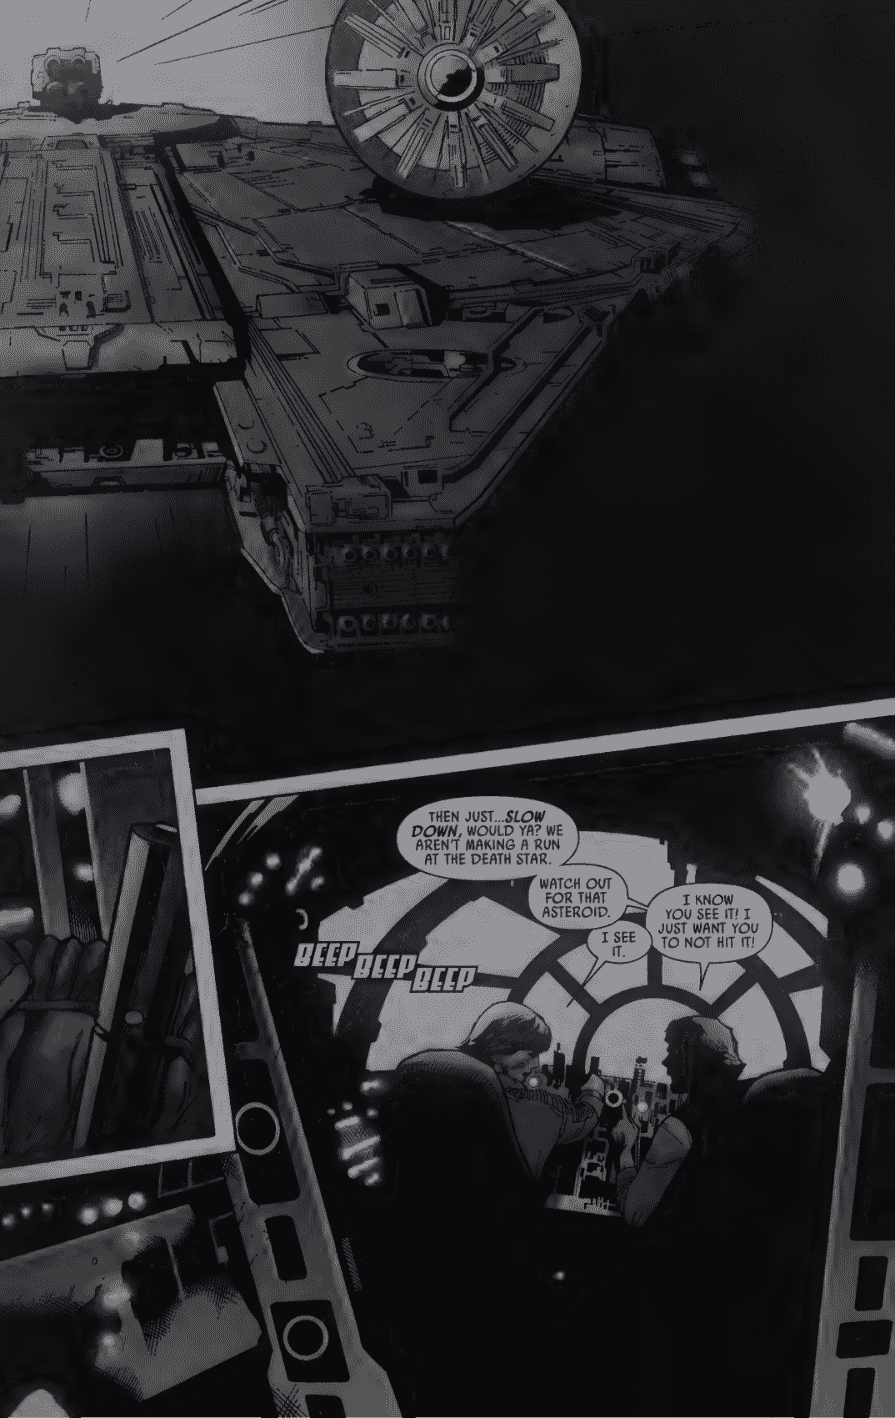 THEN JUST...SLOW
DOWN, WOULD YA? WE
AREN'T MAKING A RUN
AT THE DEATH STAR.
WATCH OUT
FOR THAT
ASTEROID.
I SEE
IT.
I KNOW
YOU SEE IT! I
JUST WANT YOU
TO NOT HIT IT!
BEEP BEEP BEEP